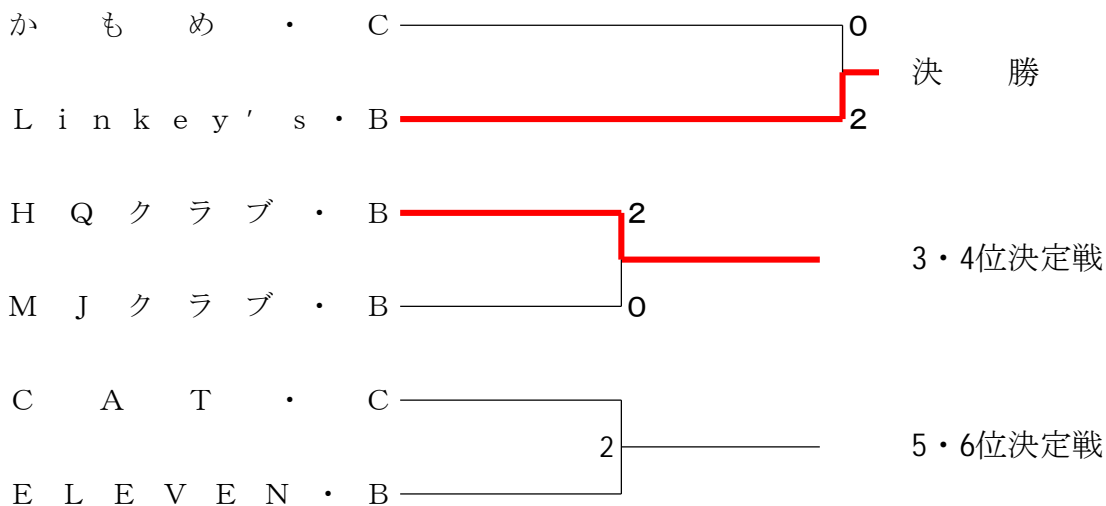 かもめ・C 0
決勝
Linkey's・B 2
HQクラブ・B 2
3・4位決定戦
MJクラブ・B 0
CAT・C
2 5・6位決定戦
ELEVEN・B